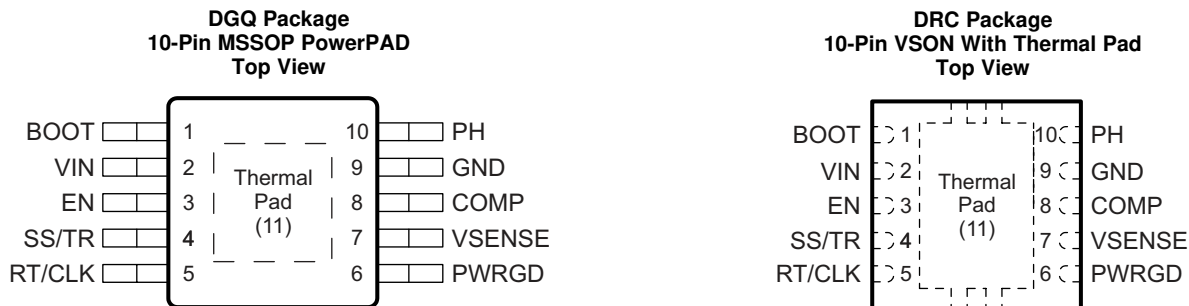 DGQ Package
10-Pin MSSOP PowerPAD
Top View
BOOT 1 10 PH
VIN 2 9 GND
EN 3 8 COMP
SS/TR 4 7 VSENSE
RT/CLK 5 6 PWRGD
Thermal
Pad
(11)
DRC Package
10-Pin VSON With Thermal Pad
Top View
BOOT 1 10 PH
VIN 2 9 GND
EN 3 8 COMP
SS/TR 4 7 VSENSE
RT/CLK 5 6 PWRGD
Thermal
Pad
(11)